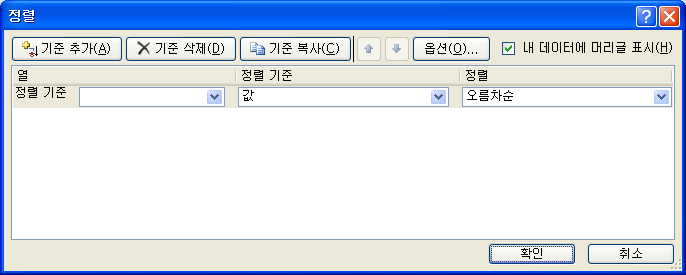 정렬
기준 추가(A) 기준 삭제(D) 기준 복사(C) 옵션(O)... 내 데이터에 머리글 표시(H)
열 정렬 기준 정렬
정렬 기준 값 오름차순
확인 취소